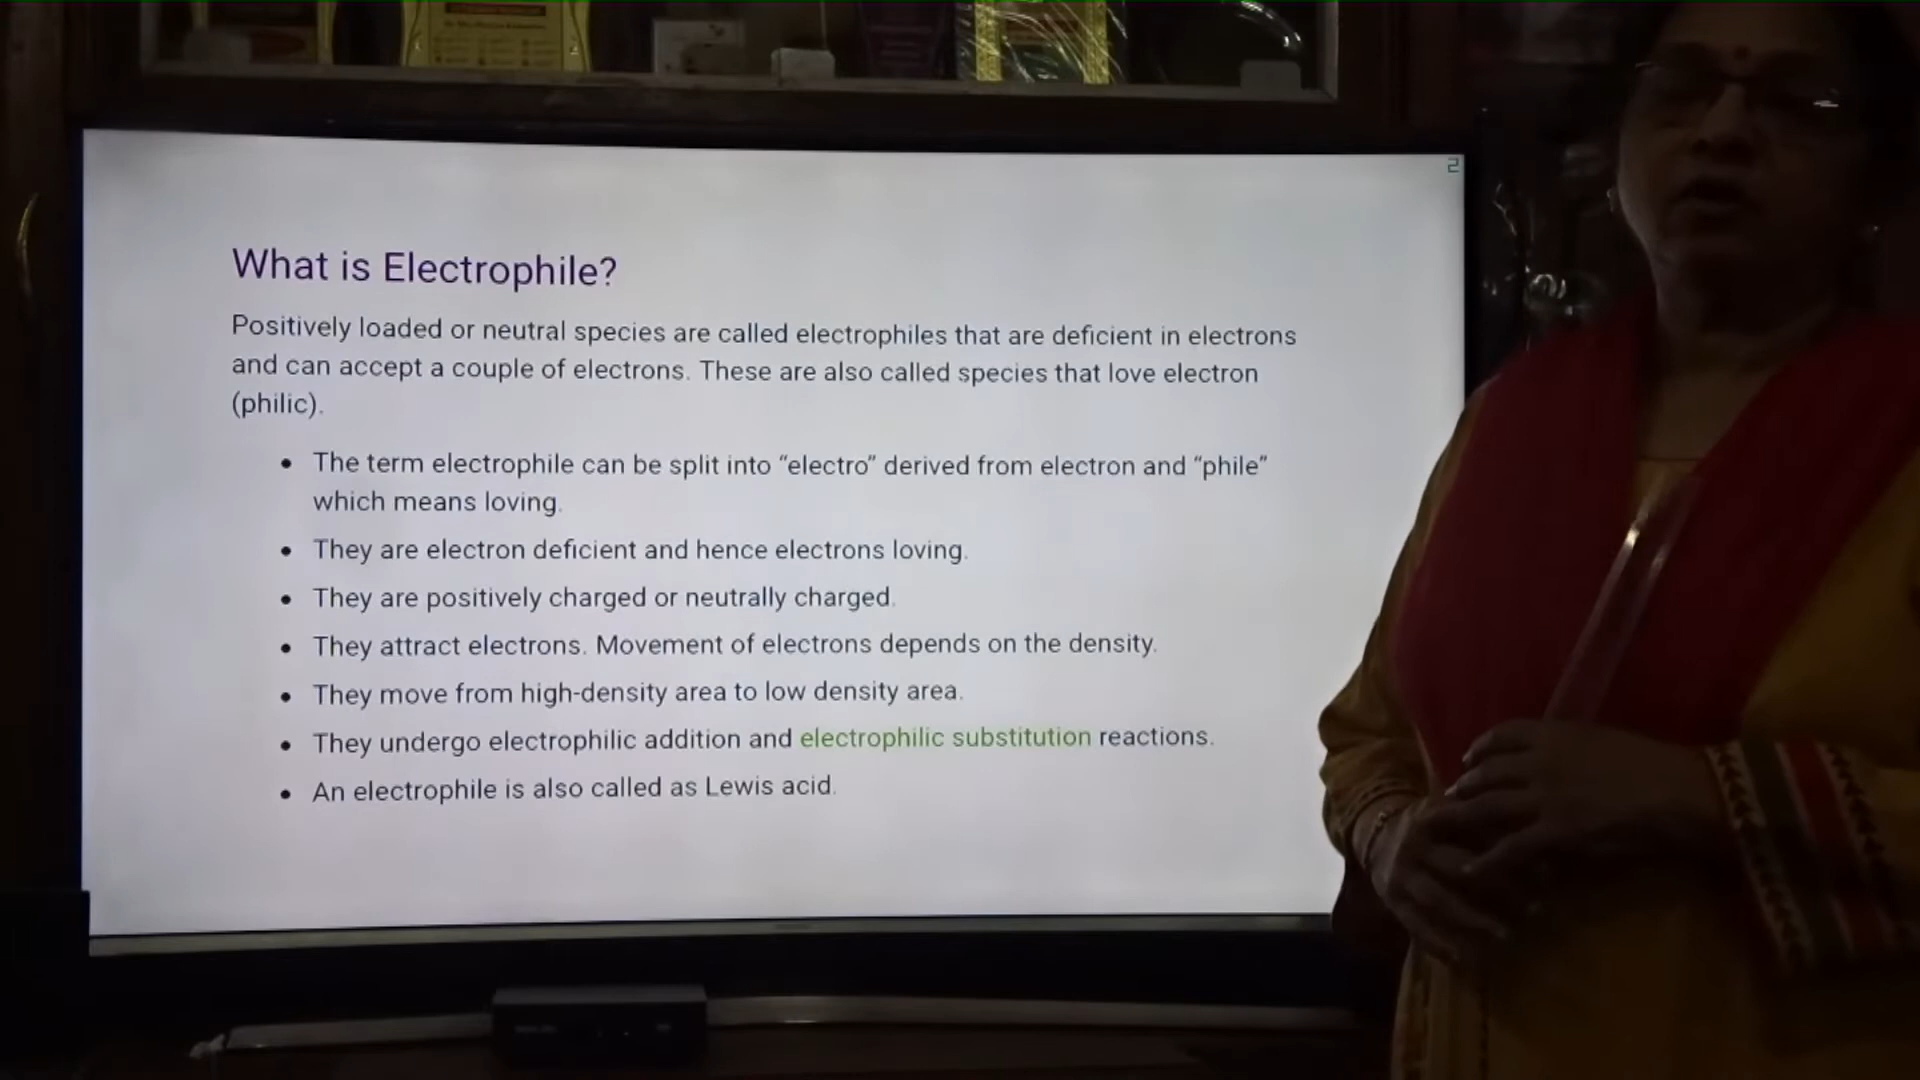 2
What is Electrophile?
Positively loaded or neutral species are called electrophiles that are deficient in electrons
and can accept a couple of electrons. These are also called species that love electron
(philic).
• The term electrophile can be split into “electro” derived from electron and “phile”
which means loving.
• They are electron deficient and hence electrons loving.
• They are positively charged or neutrally charged.
• They attract electrons. Movement of electrons depends on the density.
• They move from high-density area to low density area.
• They undergo electrophilic addition and electrophilic substitution reactions.
• An electrophile is also called as Lewis acid.